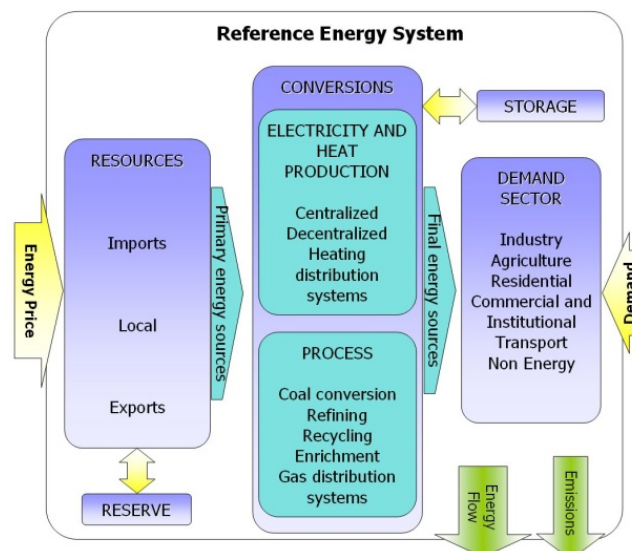 Reference Energy System
Energy Price
RESOURCES
Imports
Local
Exports
RESERVE
Primary energy sources
CONVERSIONS
ELECTRICITY AND
HEAT
PRODUCTION
Centralized
Decentralized
Heating
distribution
systems
PROCESS
Coal conversion
Refining
Recycling
Enrichment
Gas distribution
systems
Final energy sources
STORAGE
DEMAND
SECTOR
Industry
Agriculture
Residential
Commercial and
Institutional
Transport
Non Energy
Demand
Energy
Flow
Emissions